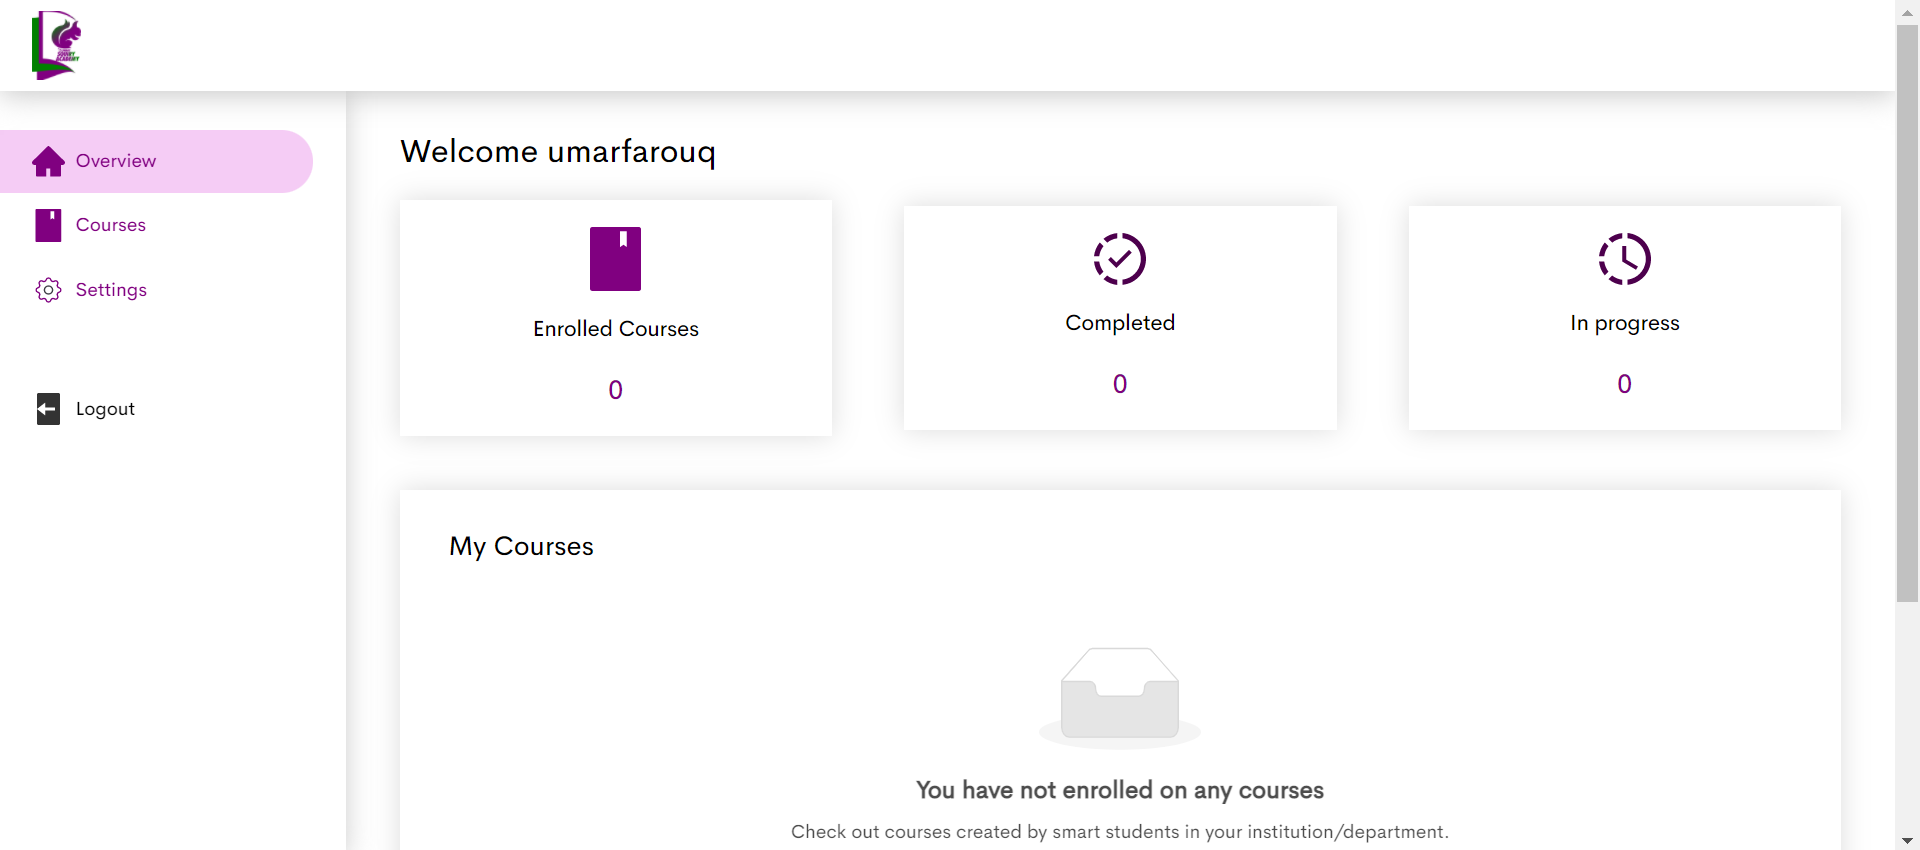 Overview
Courses
Settings
Logout
Welcome umarfarouq
Enrolled Courses
0
Completed
0
In progress
0
My Courses
You have not enrolled on any courses
Check out courses created by smart students in your institution/department.